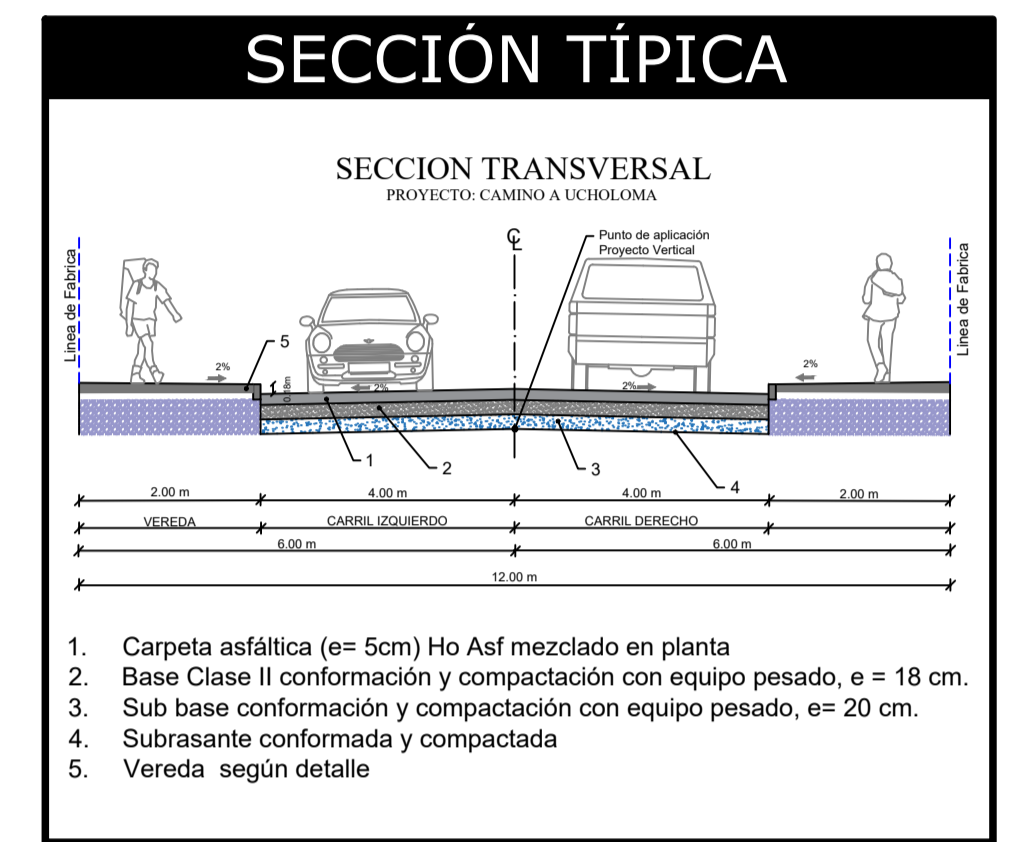 SECCIÓN TÍPICA
SECCION TRANSVERSAL
PROYECTO: CAMINO A UCHOLOMA
Linea de Fabrica
℄
Punto de aplicación
Proyecto Vertical
Linea de Fabrica
5
2%
0.18m
2%
2%
2%
1
2
3
4
2.00 m
4.00 m
4.00 m
2.00 m
VEREDA
CARRIL IZQUIERDO
CARRIL DERECHO
6.00 m
6.00 m
12.00 m
1. Carpeta asfáltica (e= 5cm) Ho Asf mezclado en planta
2. Base Clase II conformación y compactación con equipo pesado, e = 18 cm.
3. Sub base conformación y compactación con equipo pesado, e= 20 cm.
4. Subrasante conformada y compactada
5. Vereda según detalle